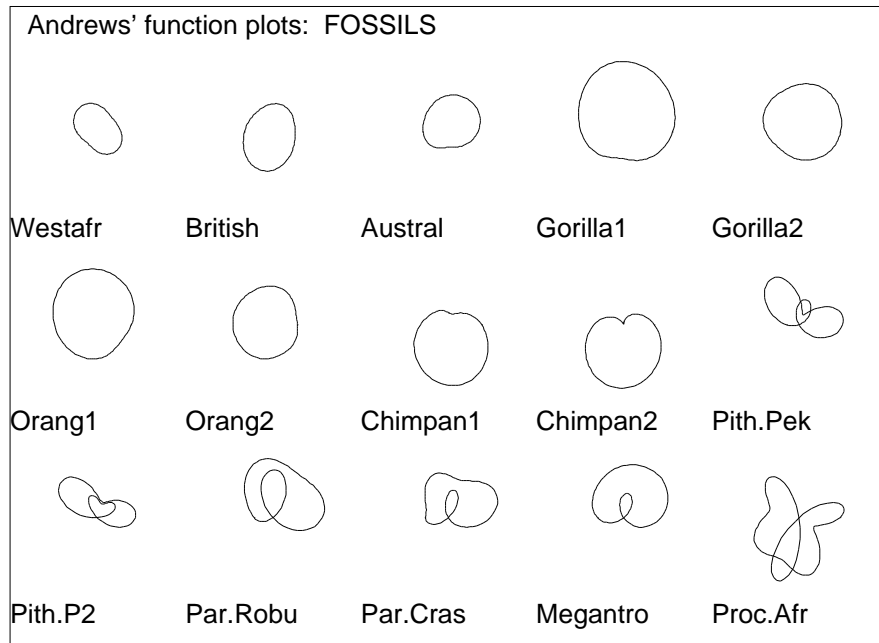 Andrews’ function plots:  FOSSILS
Westafr British Austral Gorilla1 Gorilla2
Orang1 Orang2 Chimpan1 Chimpan2 Pith.Pek
Pith.P2 Par.Robu Par.Cras Megantro Proc.Afr